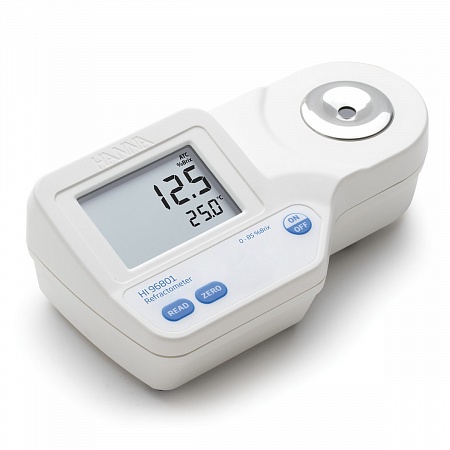 HANNA
ATC
%Brix
12.5
25.0°C
0 - 85 %Brix
ON
OFF
HI 96801
Refractometer
READ
ZERO